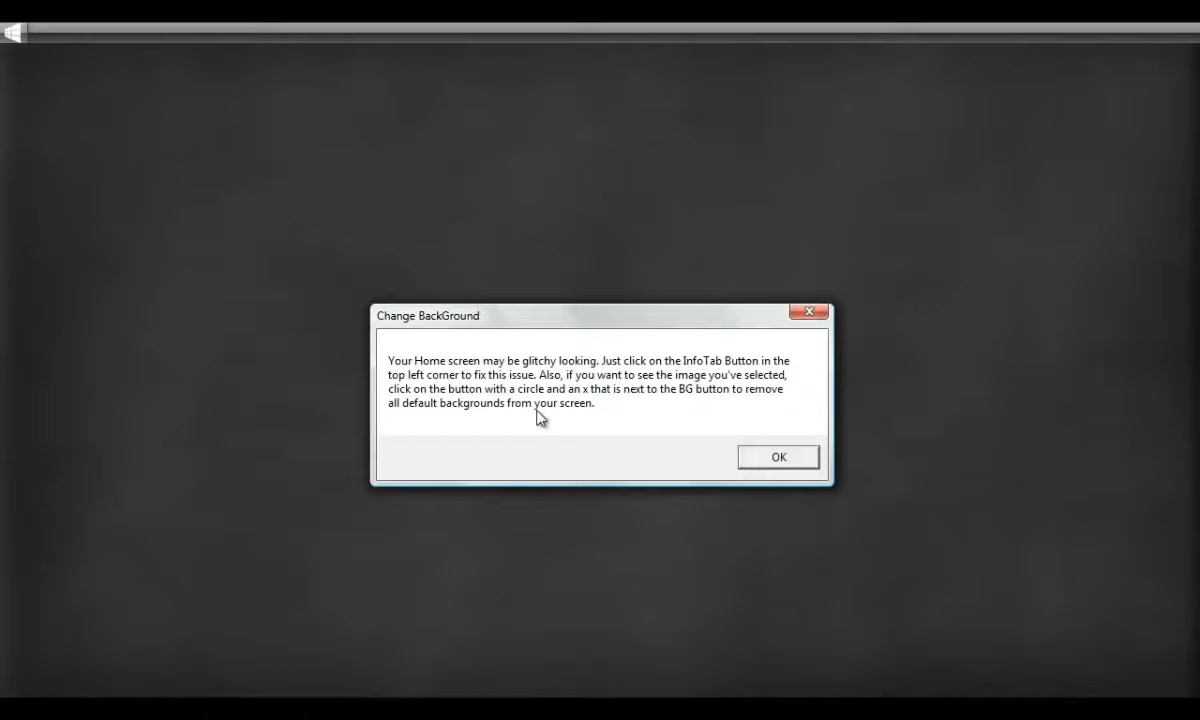 Change BackGround
Your Home screen may be glitchy looking. Just click on the InfoTab Button in the
top left corner to fix this issue. Also, if you want to see the image you've selected,
click on the button with a circle and an x that is next to the BG button to remove
all default backgrounds from your screen.
OK